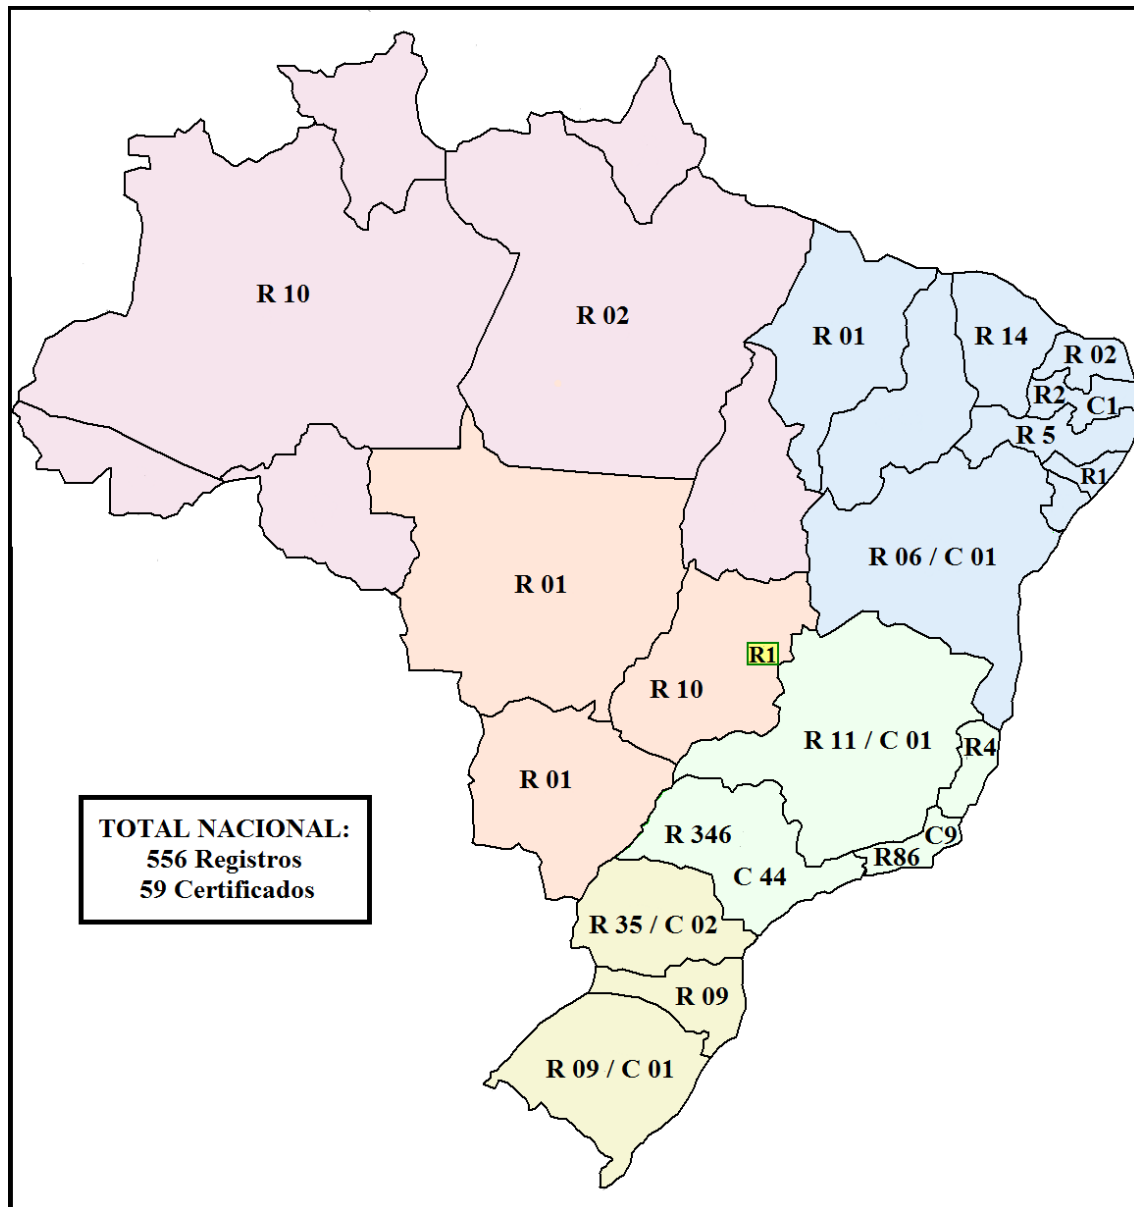 R 10
R 02
R 01
R 14
R 02
R2
C1
R 5
R1
R 06 / C 01
R 01
R1
R 10
R 11 / C 01
R4
R 01
R 346
C 44
C9
R86
TOTAL NACIONAL:
556 Registros
59 Certificados
R 35 / C 02
R 09
R 09 / C 01